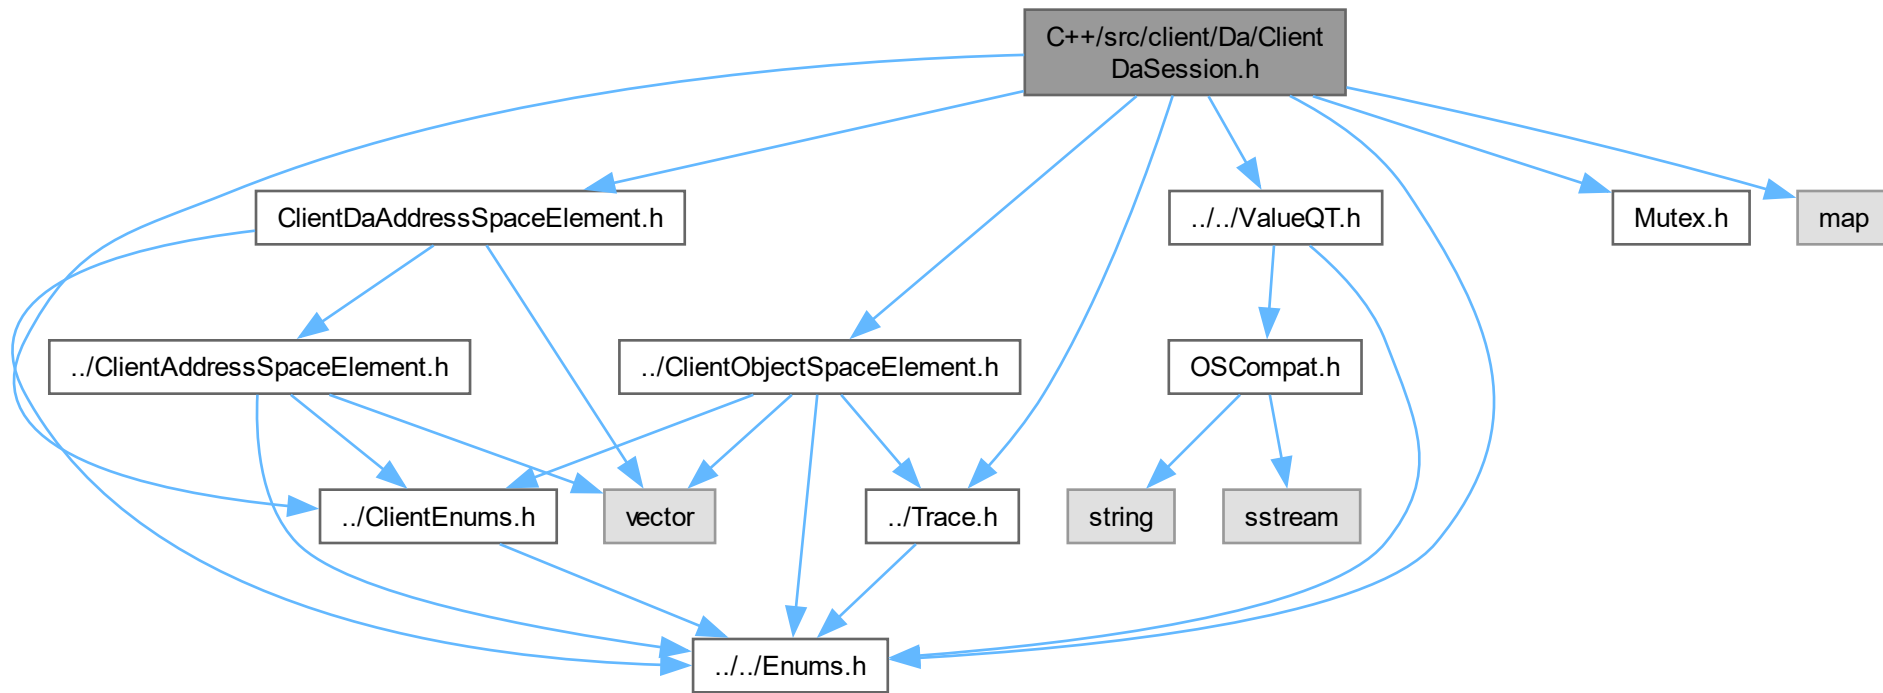 C++/src/client/Da/Client
DaSession.h
ClientDaAddressSpaceElement.h
../../ValueQT.h
Mutex.h
map
../ClientAddressSpaceElement.h
../ClientObjectSpaceElement.h
OSCompat.h
../ClientEnums.h
vector
../Trace.h
string
sstream
../../Enums.h